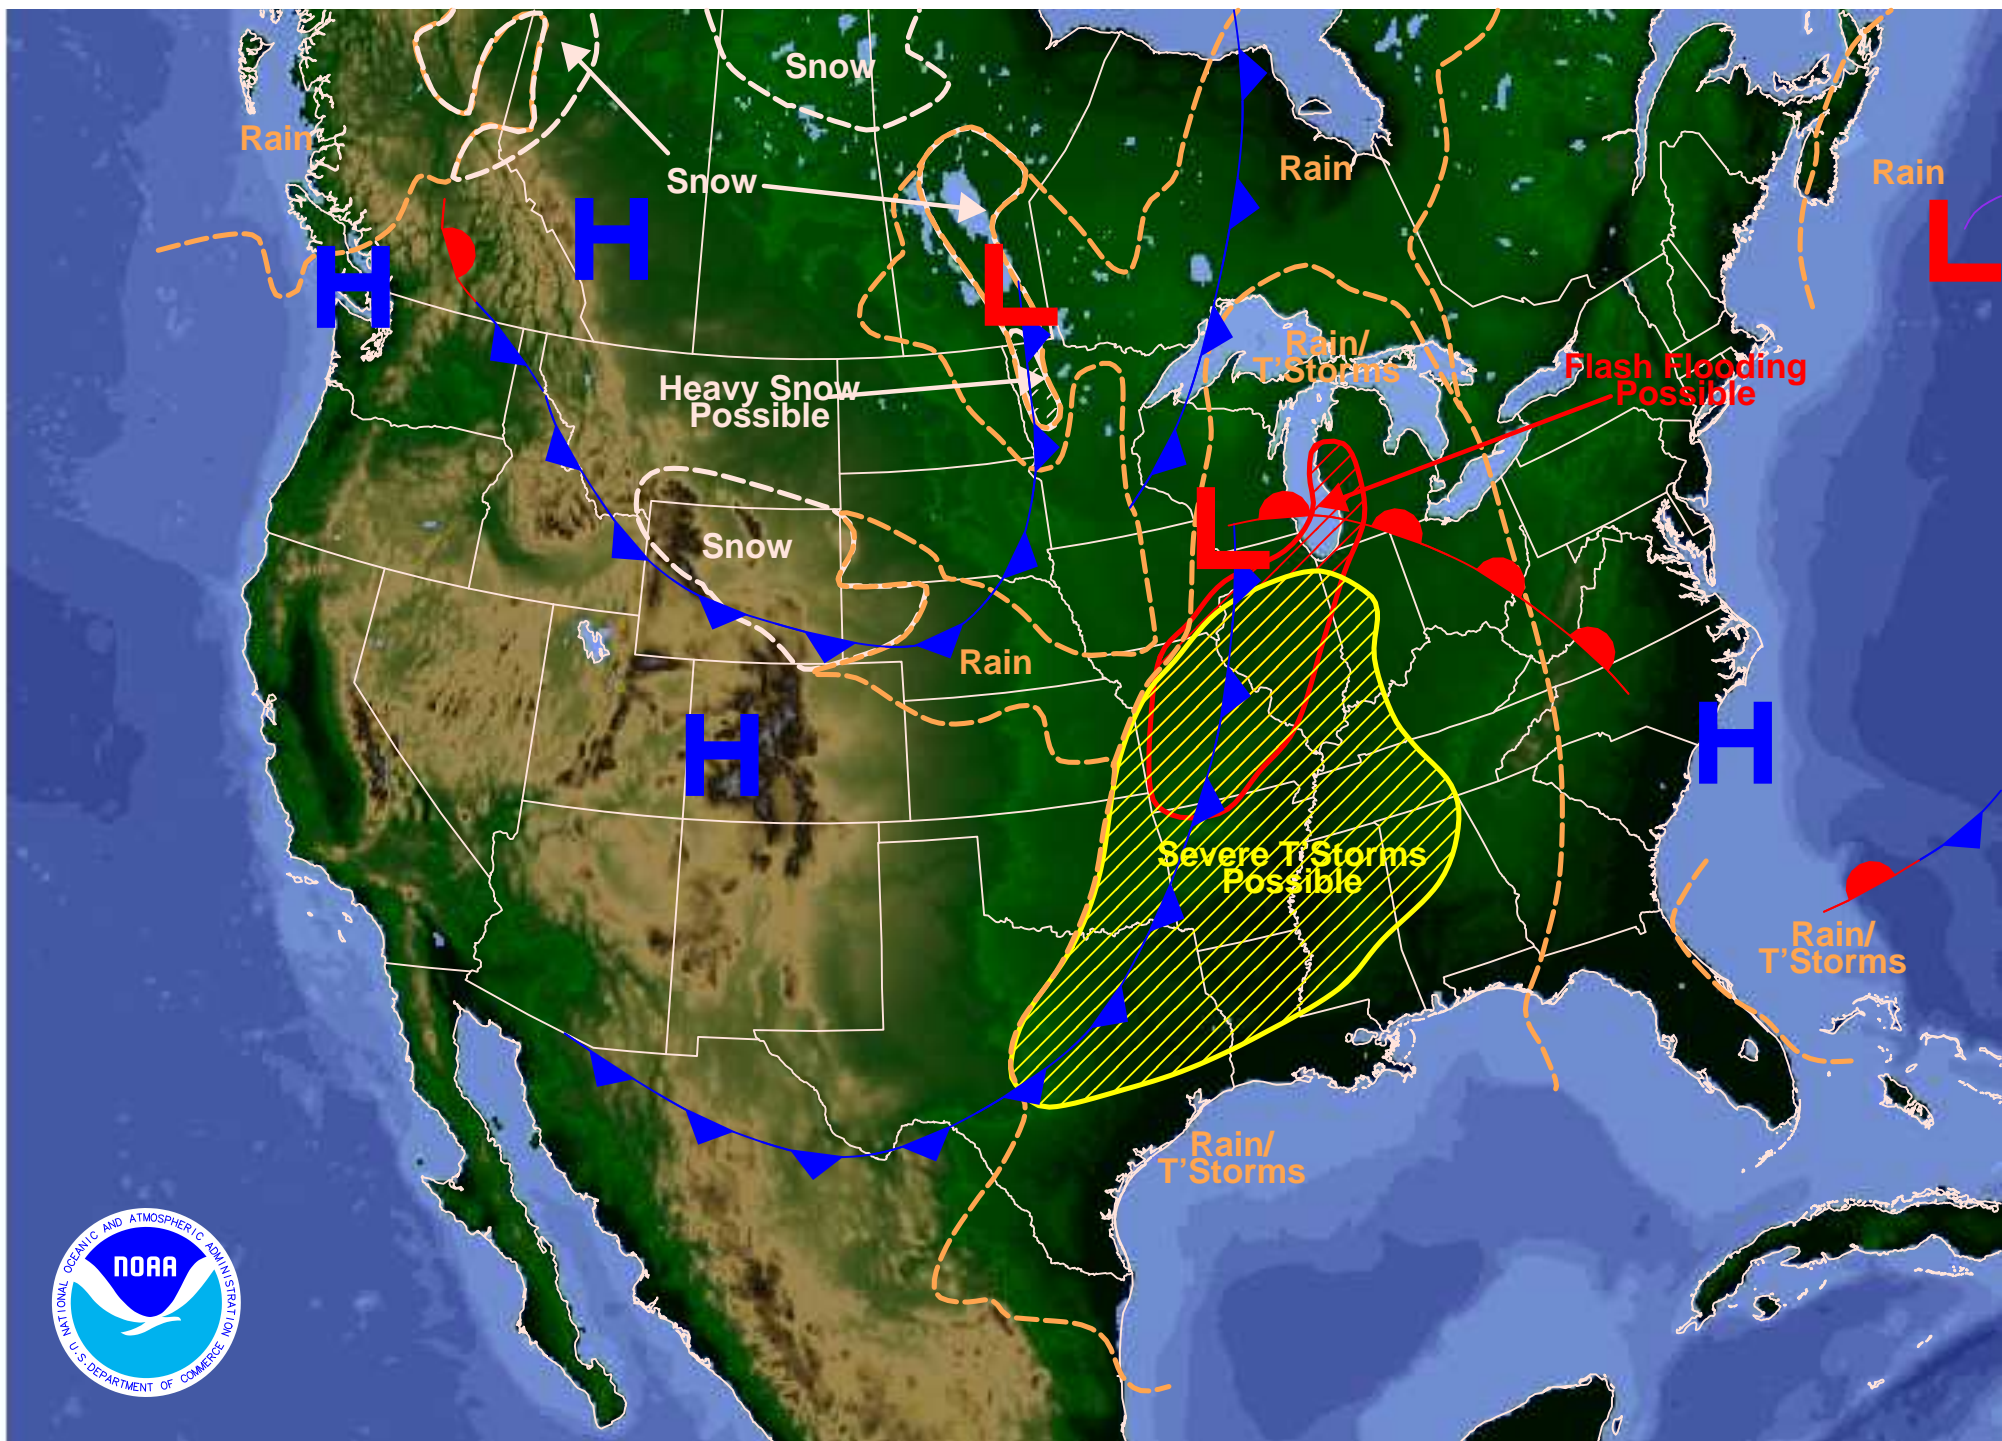 Snow
Rain
Snow
Rain
Rain
H
H
L
L
Rain/
T'Storms
Flash Flooding
Possible
Heavy Snow
Possible
Snow
L
Rain
H
H
Severe T'Storms
Possible
Rain/
T'Storms
Rain/
T'Storms
NATIONAL OCEANIC AND ATMOSPHERIC ADMINISTRATION
NOAA
U.S. DEPARTMENT OF COMMERCE